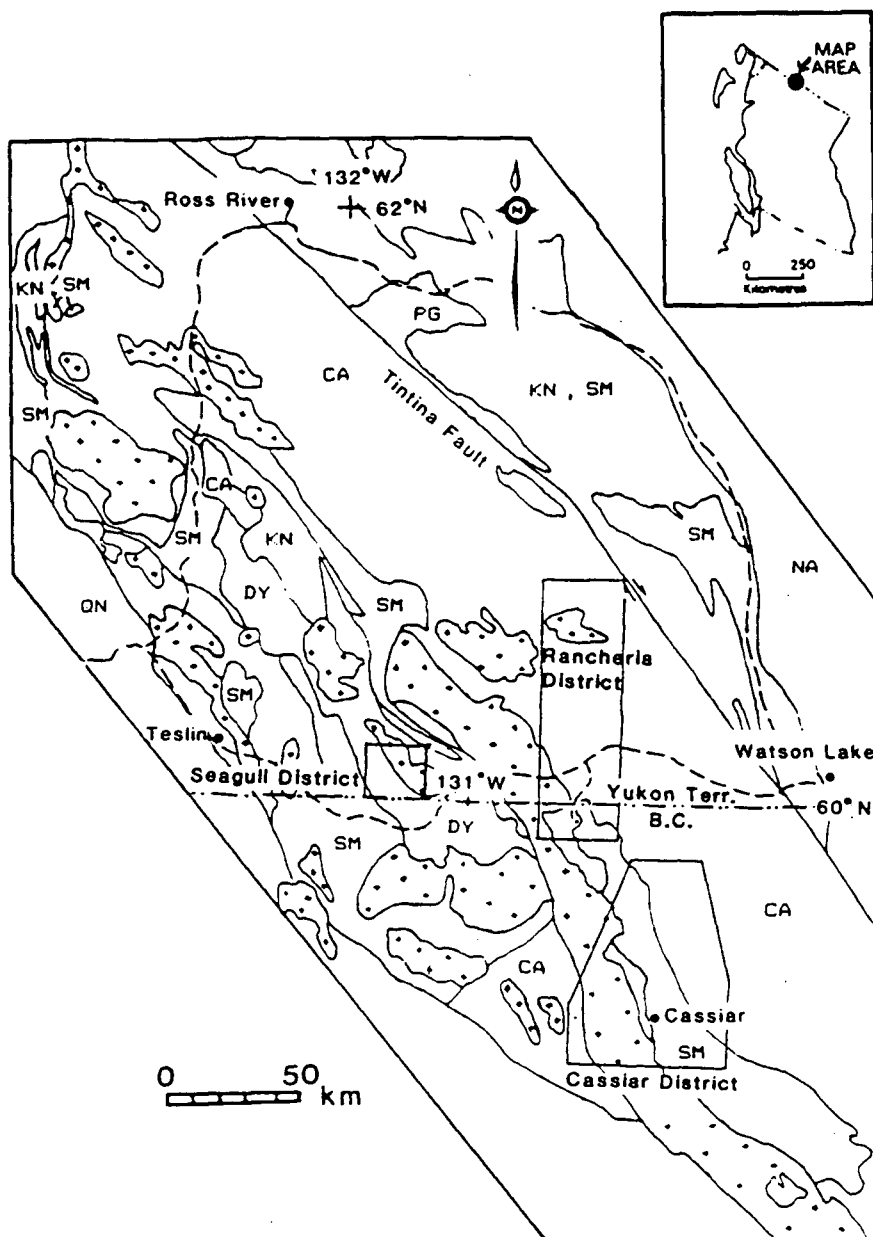 MAP
AREA
0 250
Kilometres
132°W
Ross River
62°N
N
KN
SM
PG
CA
Tintina Fault
KN, SM
SM
CA
SM
SM
KN
NA
QN
DY
SM
Rancheria
District
SM
Teslin
Watson Lake
Seagull District
131°W
Yukon Terr.
60°N
B.C.
SM
DY
CA
CA
Cassiar
SM
0 50
km
Cassiar District